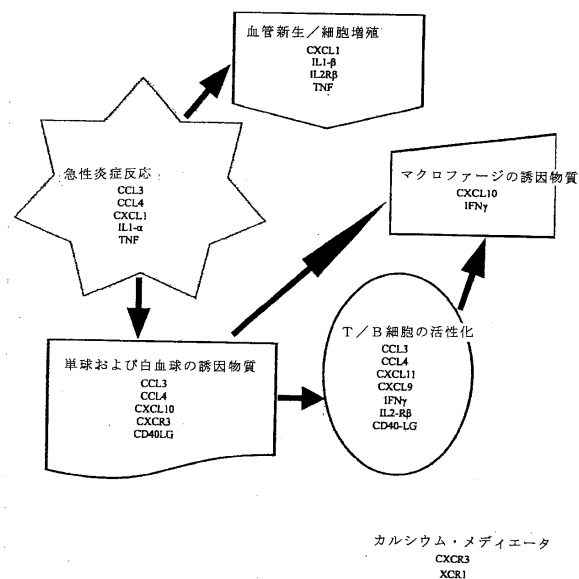 血管新生／細胞増殖
CXCL1
IL1-β
IL2Rβ
TNF
急性炎症反応
CCL3
CCL4
CXCL1
IL1-α
TNF
マクロファージの誘因物質
CXCL10
IFNγ
単球および白血球の誘因物質
CCL3
CCL4
CXCL10
CXCR3
CD40LG
T／B細胞の活性化
CCL3
CCL4
CXCL11
CXCL9
IFNγ
IL2-Rβ
CD40-LG
カルシウム・メディエータ
CXCR3
XCR1